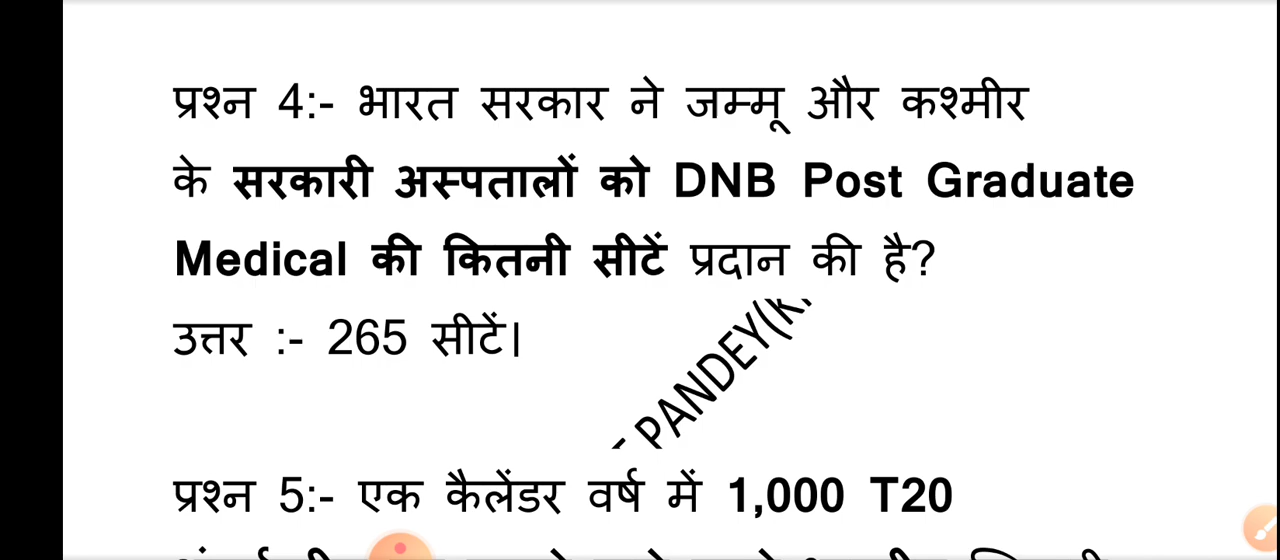 प्रश्न 4:- भारत सरकार ने जम्मू और कश्मीर
के सरकारी अस्पतालों को DNB Post Graduate
Medical की कितनी सीटें प्रदान की है?
उत्तर :- 265 सीटें।
PANDEY(
प्रश्न 5:- एक कैलेंडर वर्ष में 1,000 T20